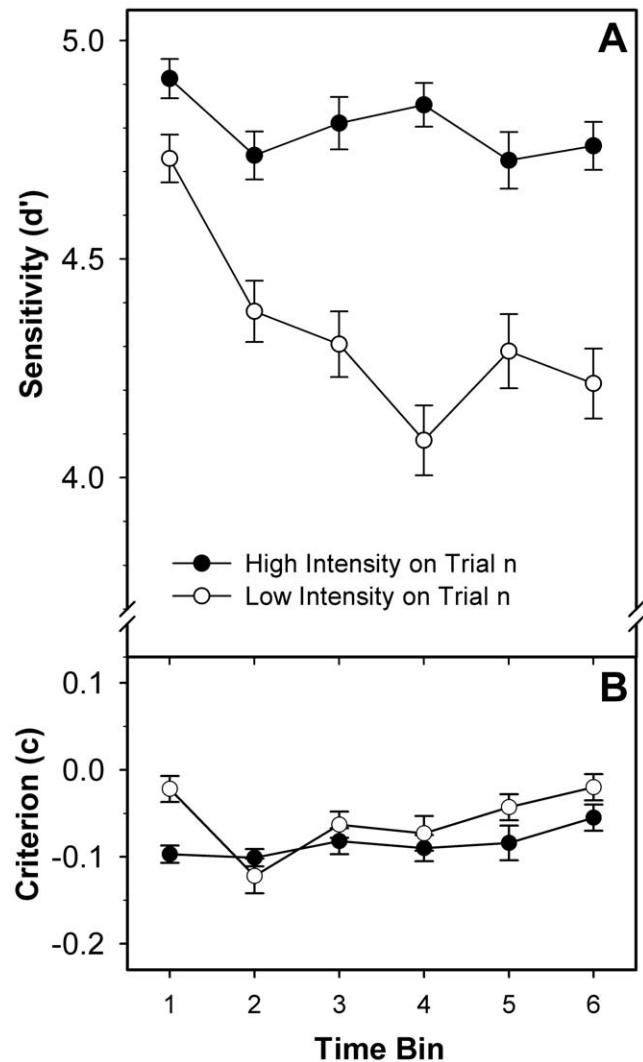 A
5.0
4.5
4.0
Sensitivity (d')
High Intensity on Trial n
Low Intensity on Trial n
B
0.1
0.0
-0.1
-0.2
Criterion (c)
1 2 3 4 5 6
Time Bin